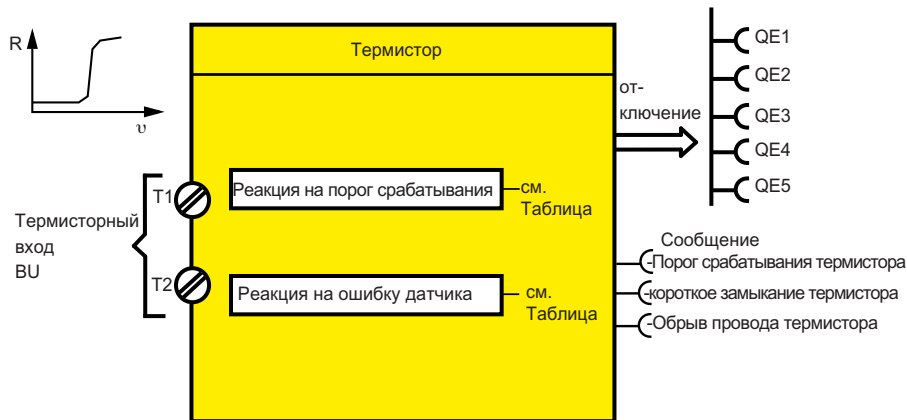 R
υ
Термистор
от-
ключение
QE1
QE2
QE3
QE4
QE5
Термисторный
вход
BU
T1
T2
Реакция на порог срабатывания
см.
Таблица
Реакция на ошибку датчика
см.
Таблица
Сообщение
-Порог срабатывания термистора
-короткое замыкание термистора
-Обрыв провода термистора